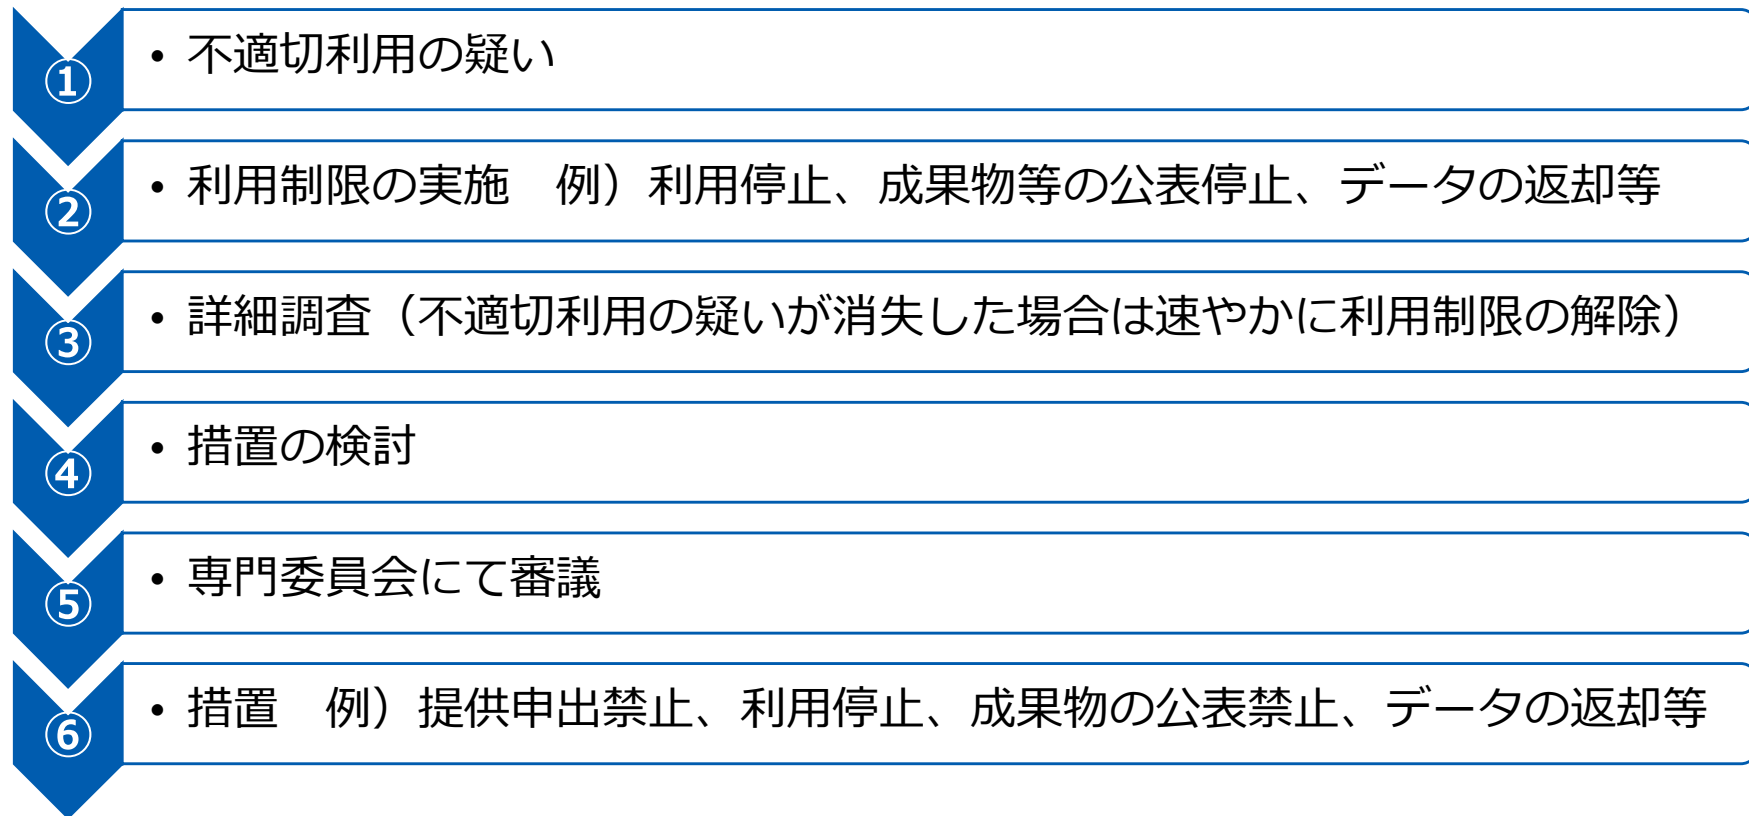 ①
• 不適切利用の疑い
②
• 利用制限の実施　例）利用停止、成果物等の公表停止、データの返却等
③
• 詳細調査（不適切利用の疑いが消失した場合は速やかに利用制限の解除）
④
• 措置の検討
⑤
• 専門委員会にて審議
⑥
• 措置　例）提供申出禁止、利用停止、成果物の公表禁止、データの返却等